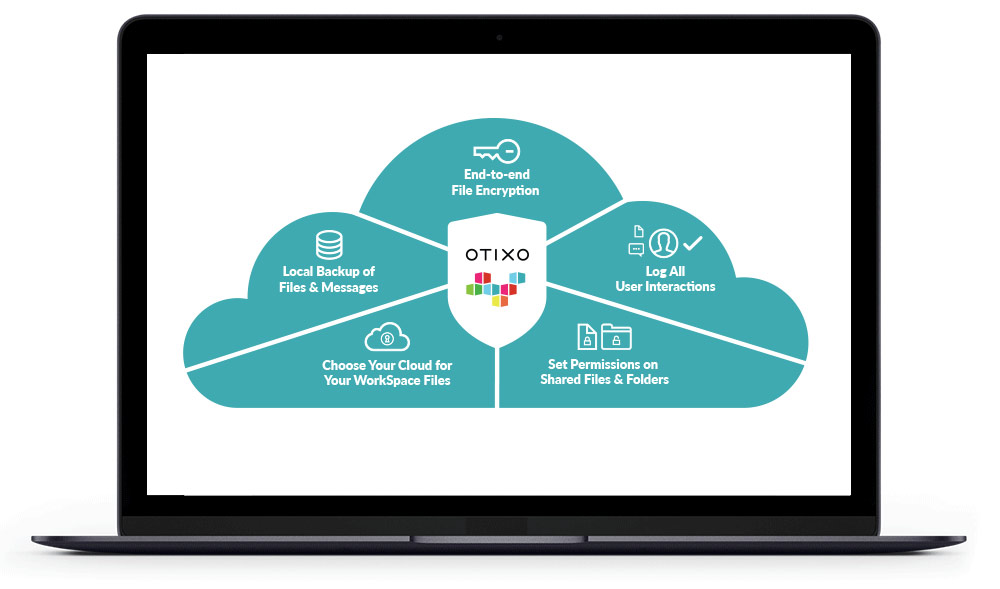 End-to-end
File Encryption
OTIXO
Local Backup of
Files & Messages
Log All
User Interactions
Choose Your Cloud for
Your WorkSpace Files
Set Permissions on
Shared Files & Folders